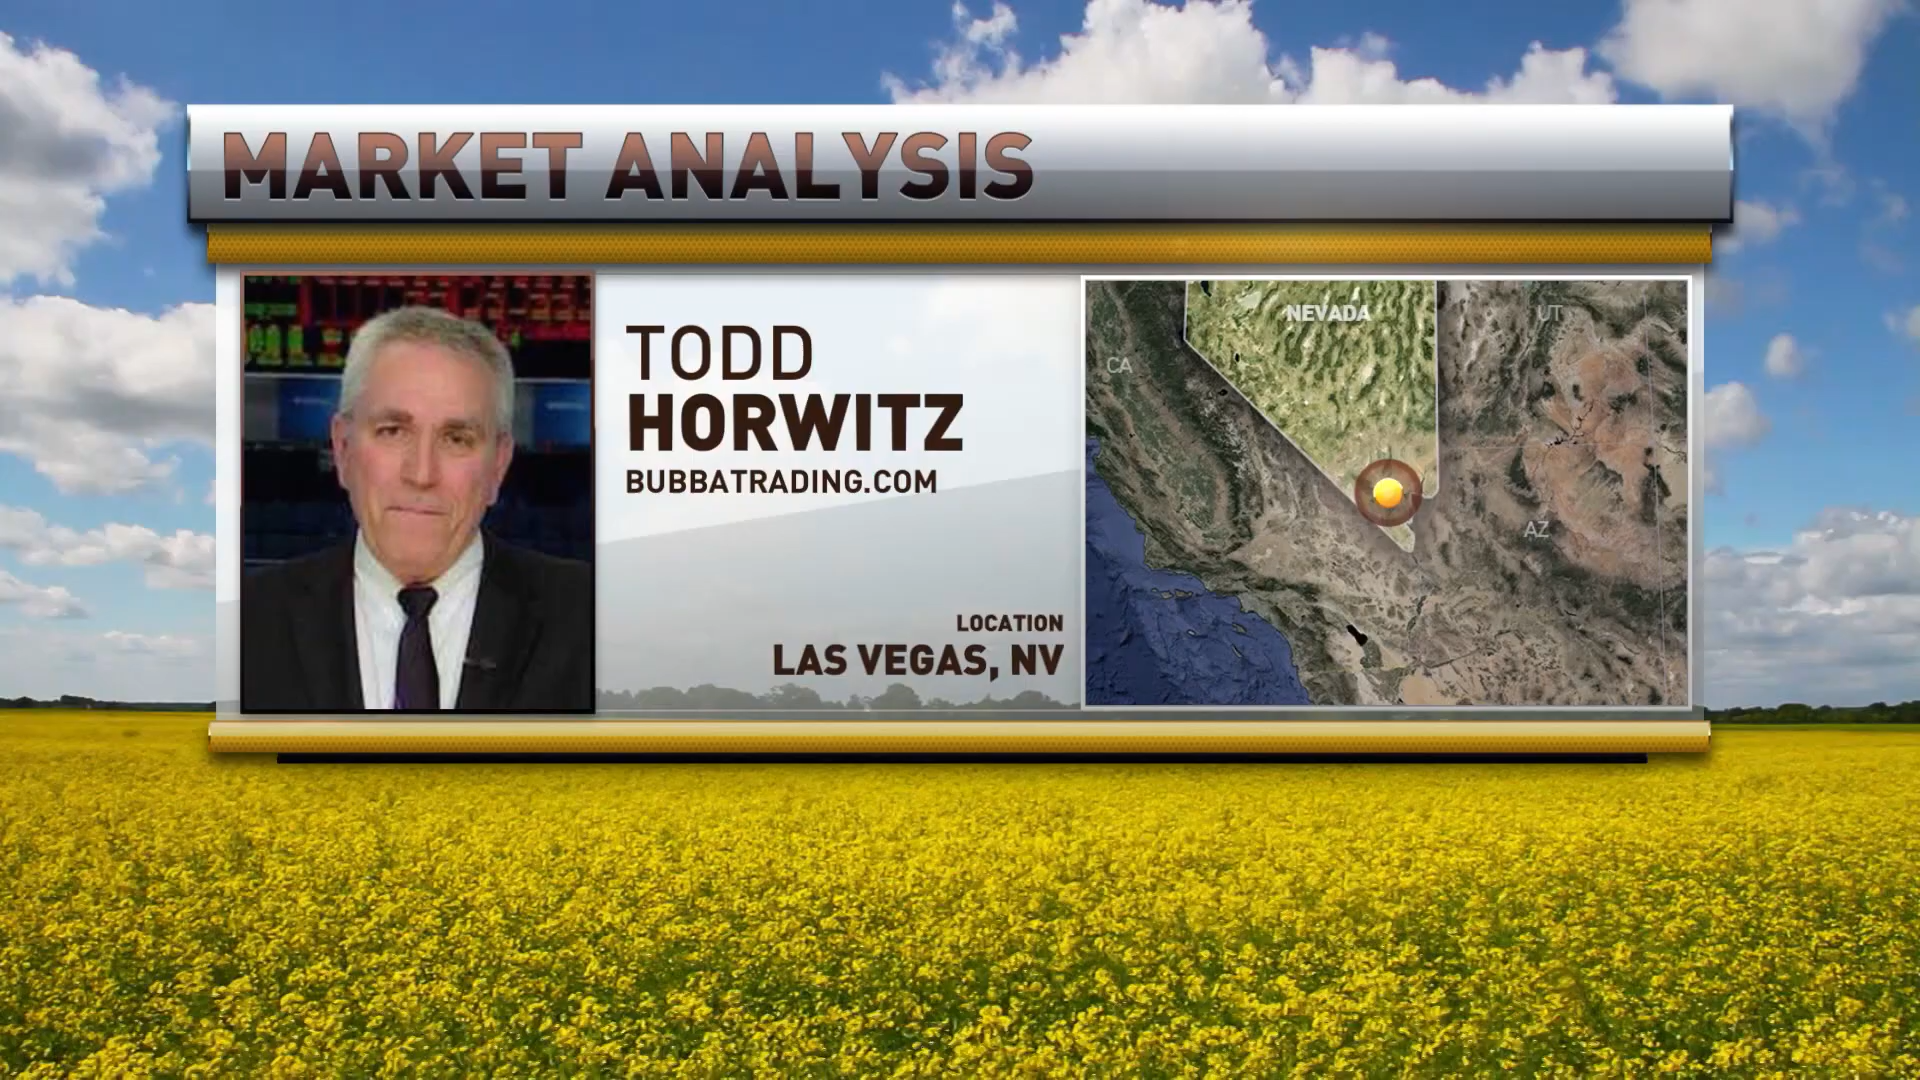 MARKET ANALYSIS
TODD
HORWITZ
BUBBATRADING.COM
LOCATION
LAS VEGAS, NV
NEVADA
UT
CA
AZ